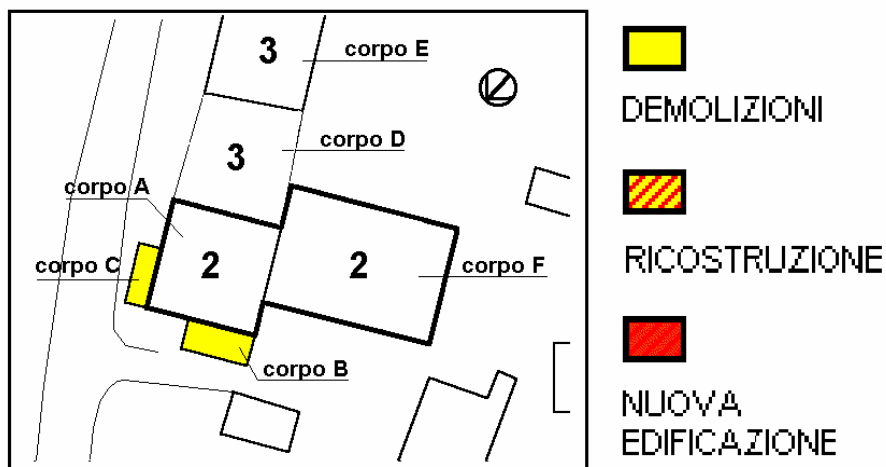 3
corpo E
3
corpo D
corpo A
corpo C
2
2
corpo F
corpo B
DEMOLIZIONI
RICOSTRUZIONE
NUOVA
EDIFICAZIONE